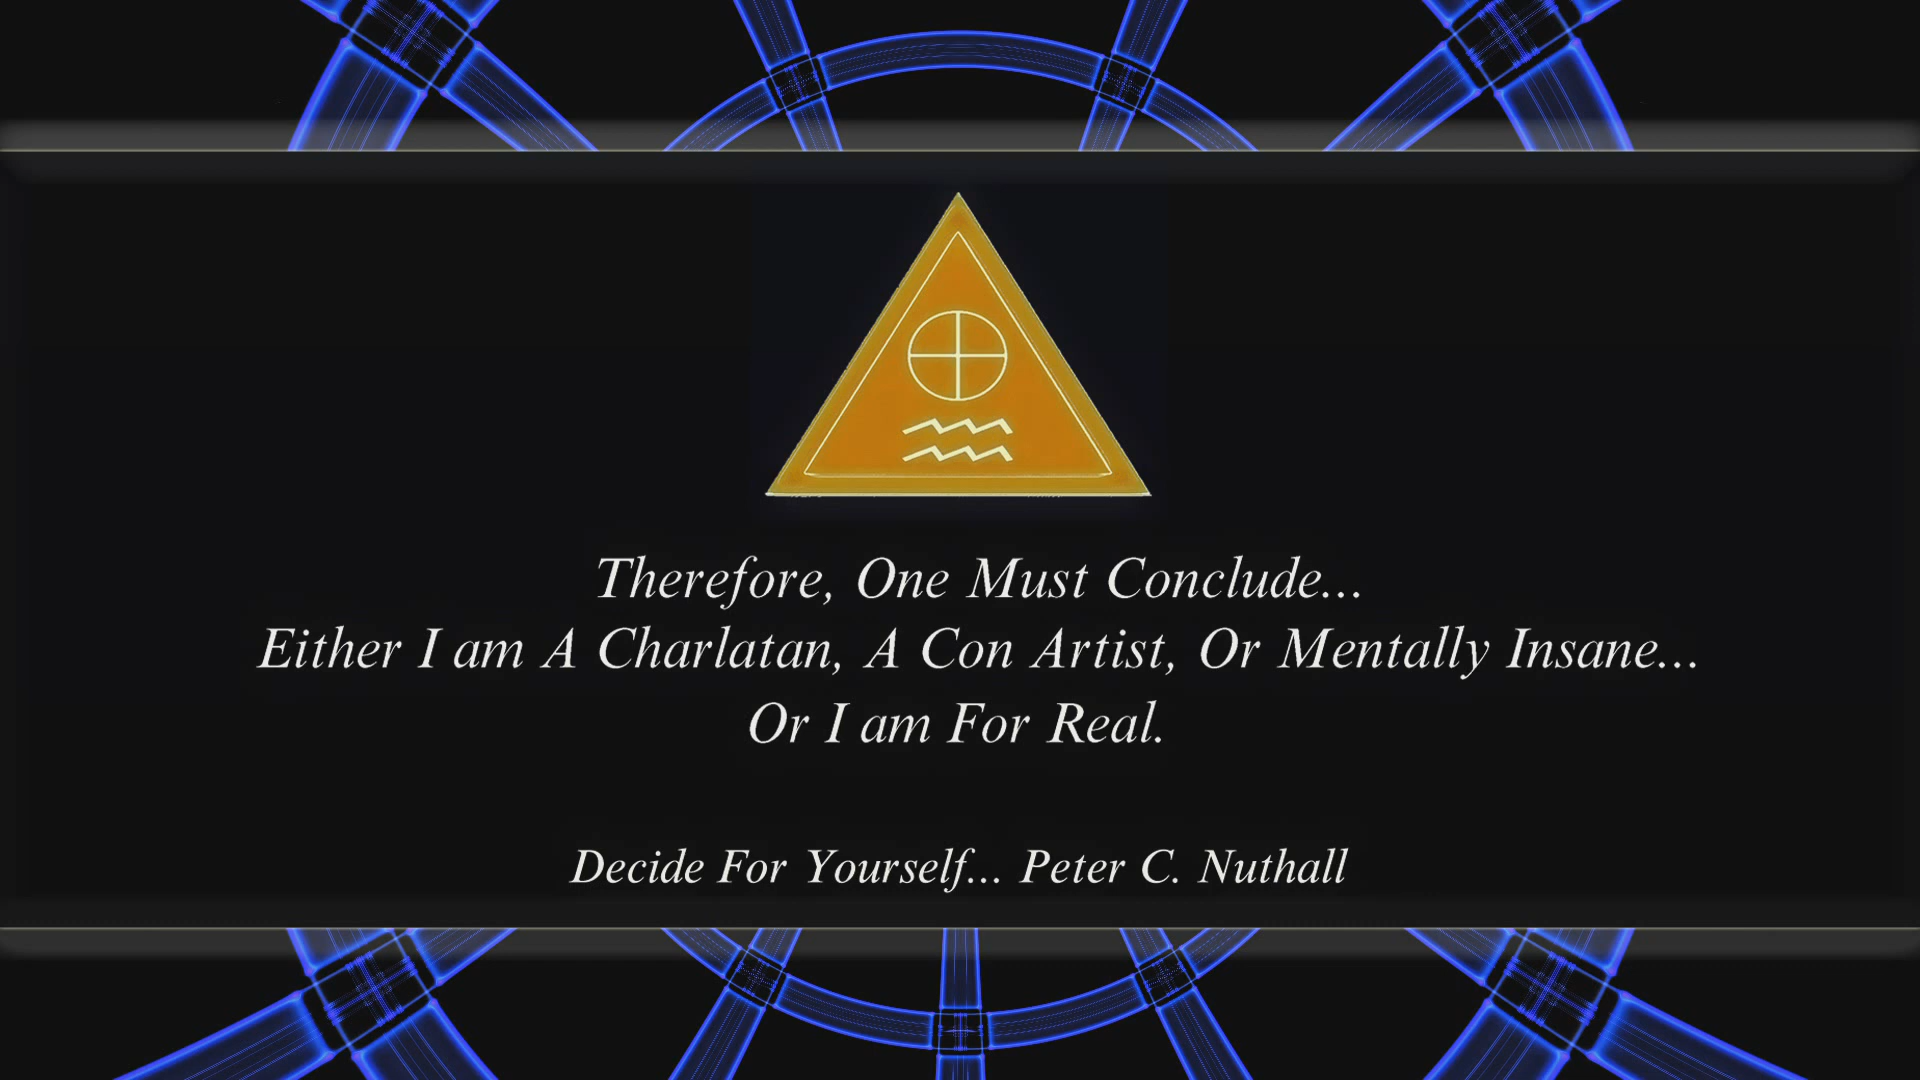 Therefore, One Must Conclude...
Either I am A Charlatan, A Con Artist, Or Mentally Insane...
Or I am For Real.
Decide For Yourself... Peter C. Nuthall